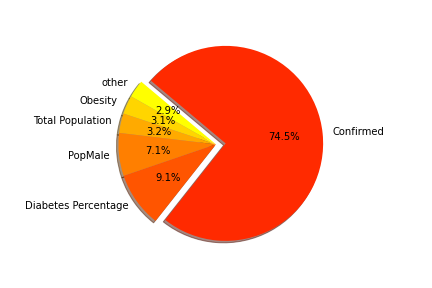 other
2.9%
Obesity
3.1%
Total Population
3.2%
Confirmed
74.5%
PopMale
7.1%
Diabetes Percentage
9.1%